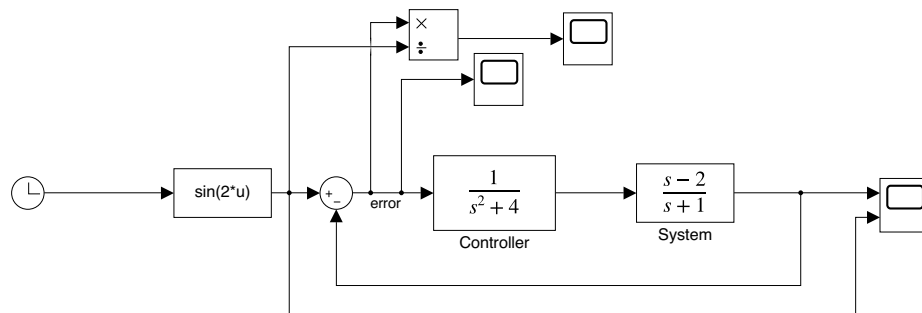 ×
÷
sin(2*u)
+
−
error
1
s² + 4
Controller
s − 2
s + 1
System